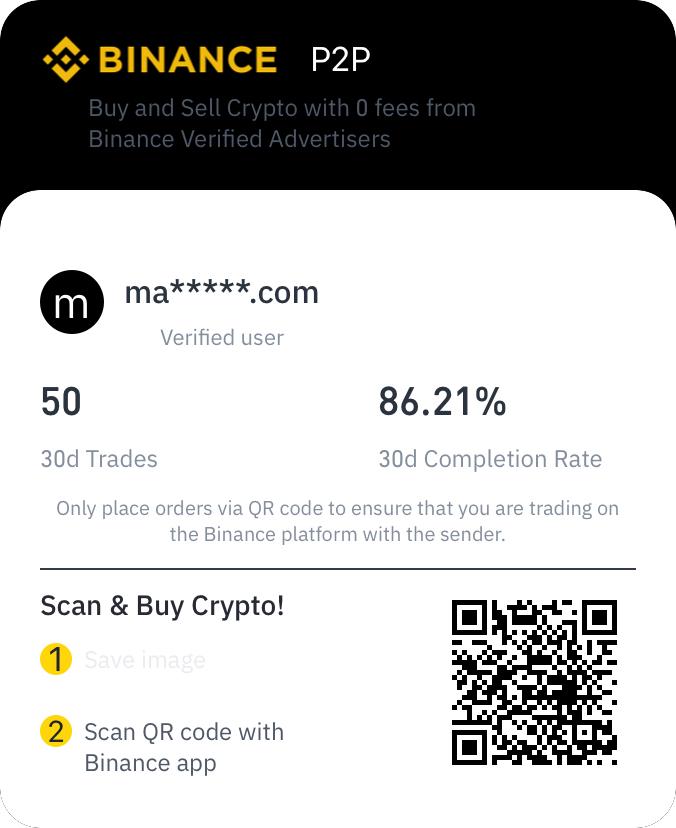 BINANCE P2P
Buy and Sell Crypto with 0 fees from
Binance Verified Advertisers
m
ma*****.com
Verified user
50
86.21%
30d Trades
30d Completion Rate
Only place orders via QR code to ensure that you are trading on
the Binance platform with the sender.
Scan & Buy Crypto!
1 Save image
2 Scan QR code with
Binance app